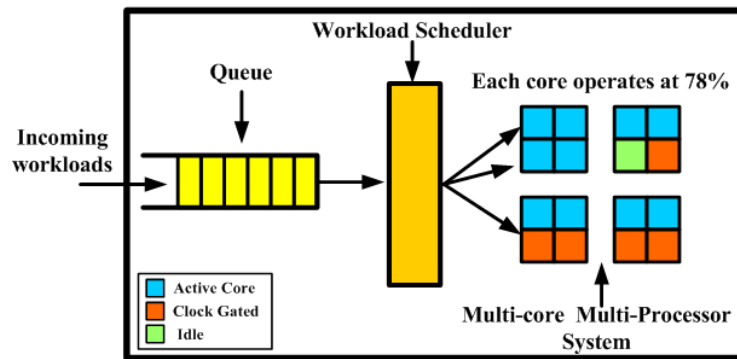 Workload Scheduler
Queue
Each core operates at 78%
Incoming
workloads
Active Core
Clock Gated
Idle
Multi-core Multi-Processor
System